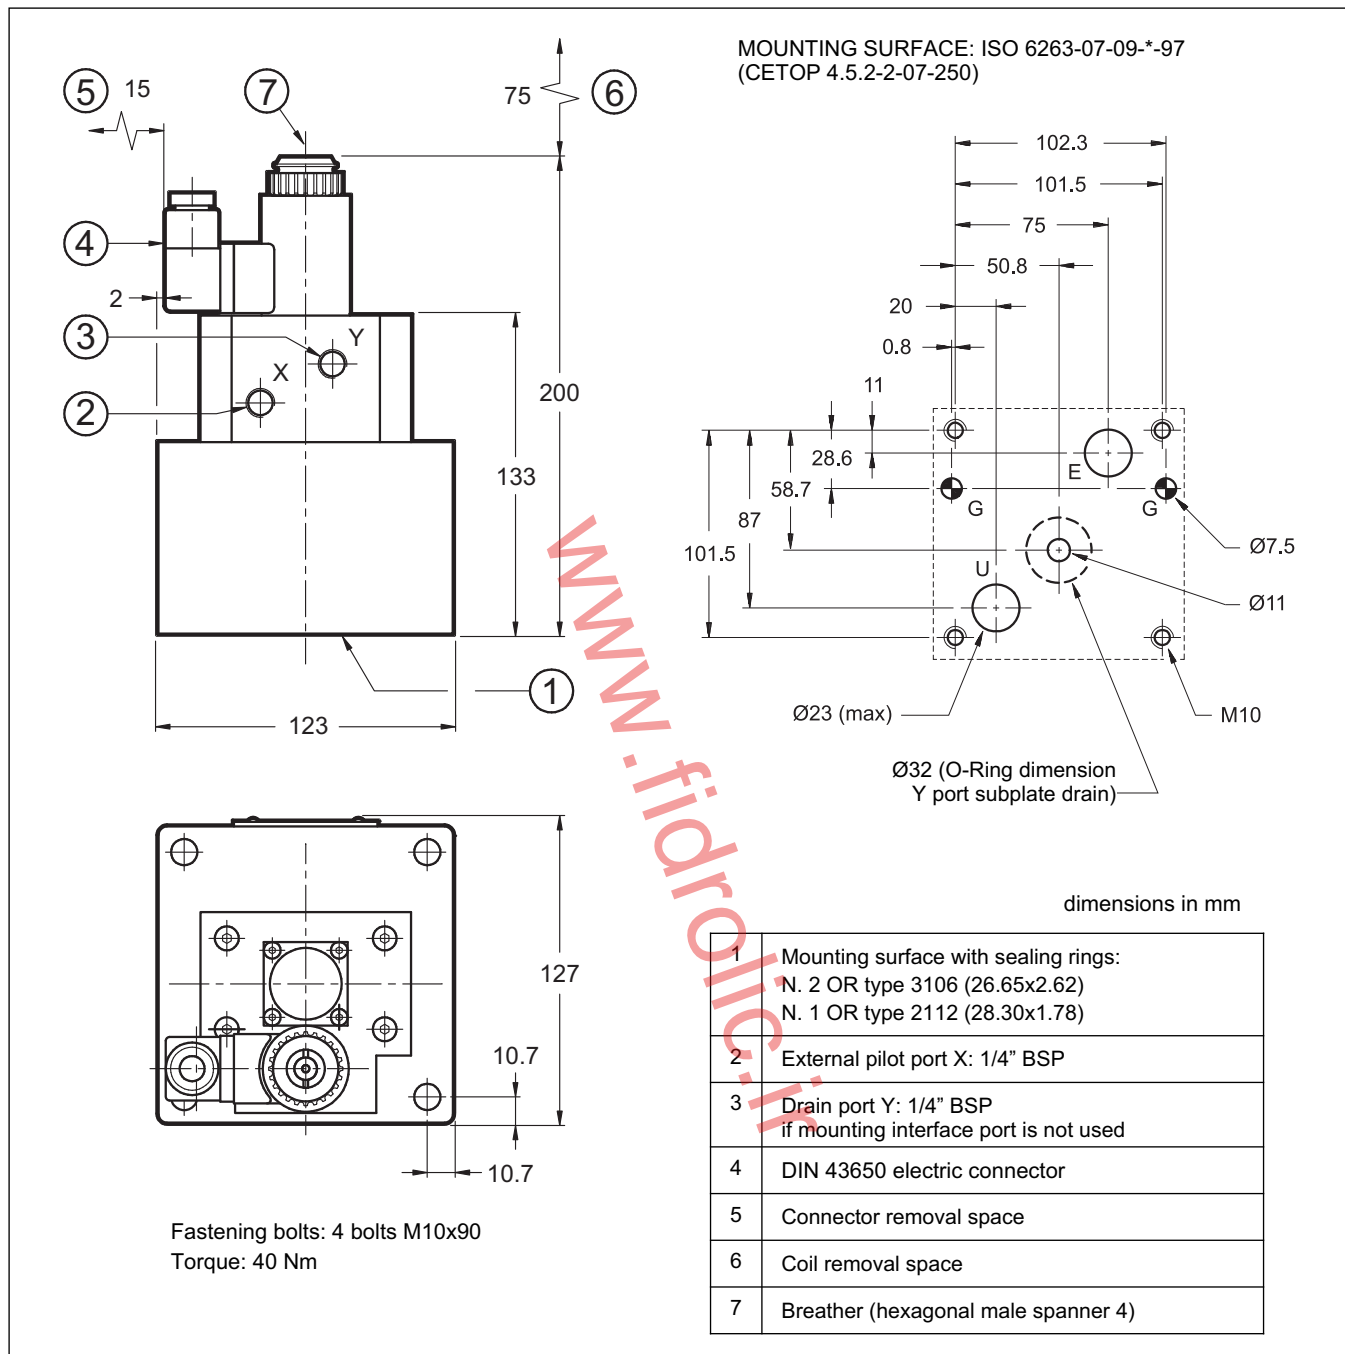 MOUNTING SURFACE: ISO 6263-07-09-*-97
(CETOP 4.5.2-2-07-250)
5
15
7
75
6
4
2
3
Y
X
2
200
133
1
123
102.3
101.5
75
50.8
20
0.8
11
28.6
58.7
87
101.5
E
G
G
U
Ø7.5
Ø11
Ø23 (max)
M10
Ø32 (O-Ring dimension
Y port subplate drain)
127
10.7
10.7
Fastening bolts: 4 bolts M10x90
Torque: 40 Nm
dimensions in mm
1 Mounting surface with sealing rings:
N. 2 OR type 3106 (26.65x2.62)
N. 1 OR type 2112 (28.30x1.78)
2 External pilot port X: 1/4” BSP
3 Drain port Y: 1/4” BSP
if mounting interface port is not used
4 DIN 43650 electric connector
5 Connector removal space
6 Coil removal space
7 Breather (hexagonal male spanner 4)
www.fidrolic.ir